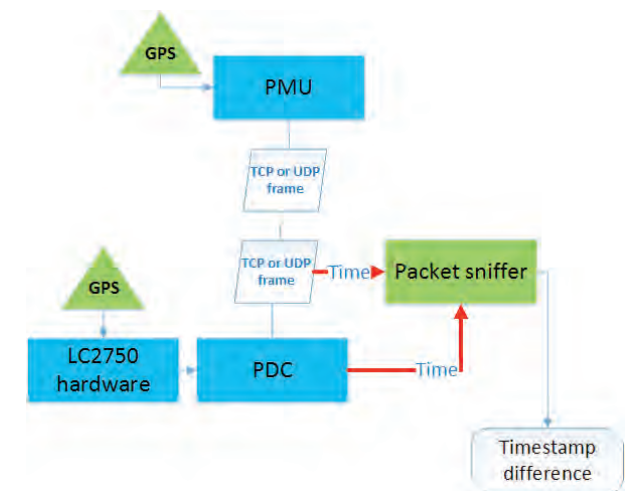 GPS
PMU
TCP or UDP
frame
TCP or UDP
frame
Time
Packet sniffer
GPS
LC2750
hardware
PDC
Time
Timestamp
difference